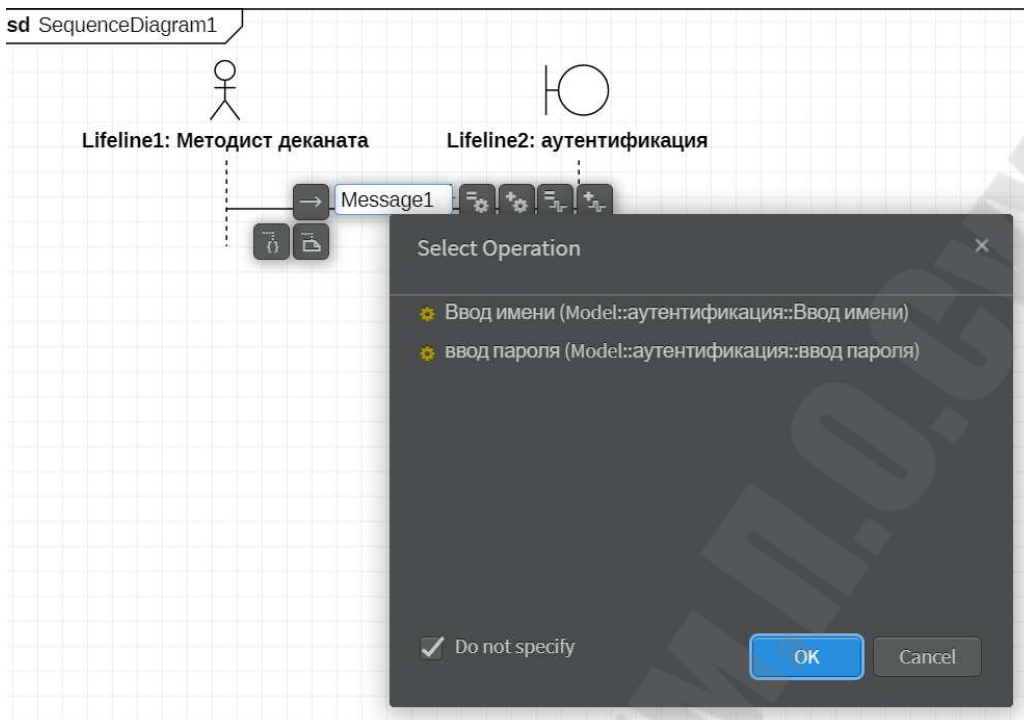 sd SequenceDiagram1
Lifeline1: Методист деканата
Lifeline2: аутентификация
Message1
Select Operation
Ввод имени (Model::аутентификация::Ввод имени)
ввод пароля (Model::аутентификация::ввод пароля)
Do not specify
OK
Cancel